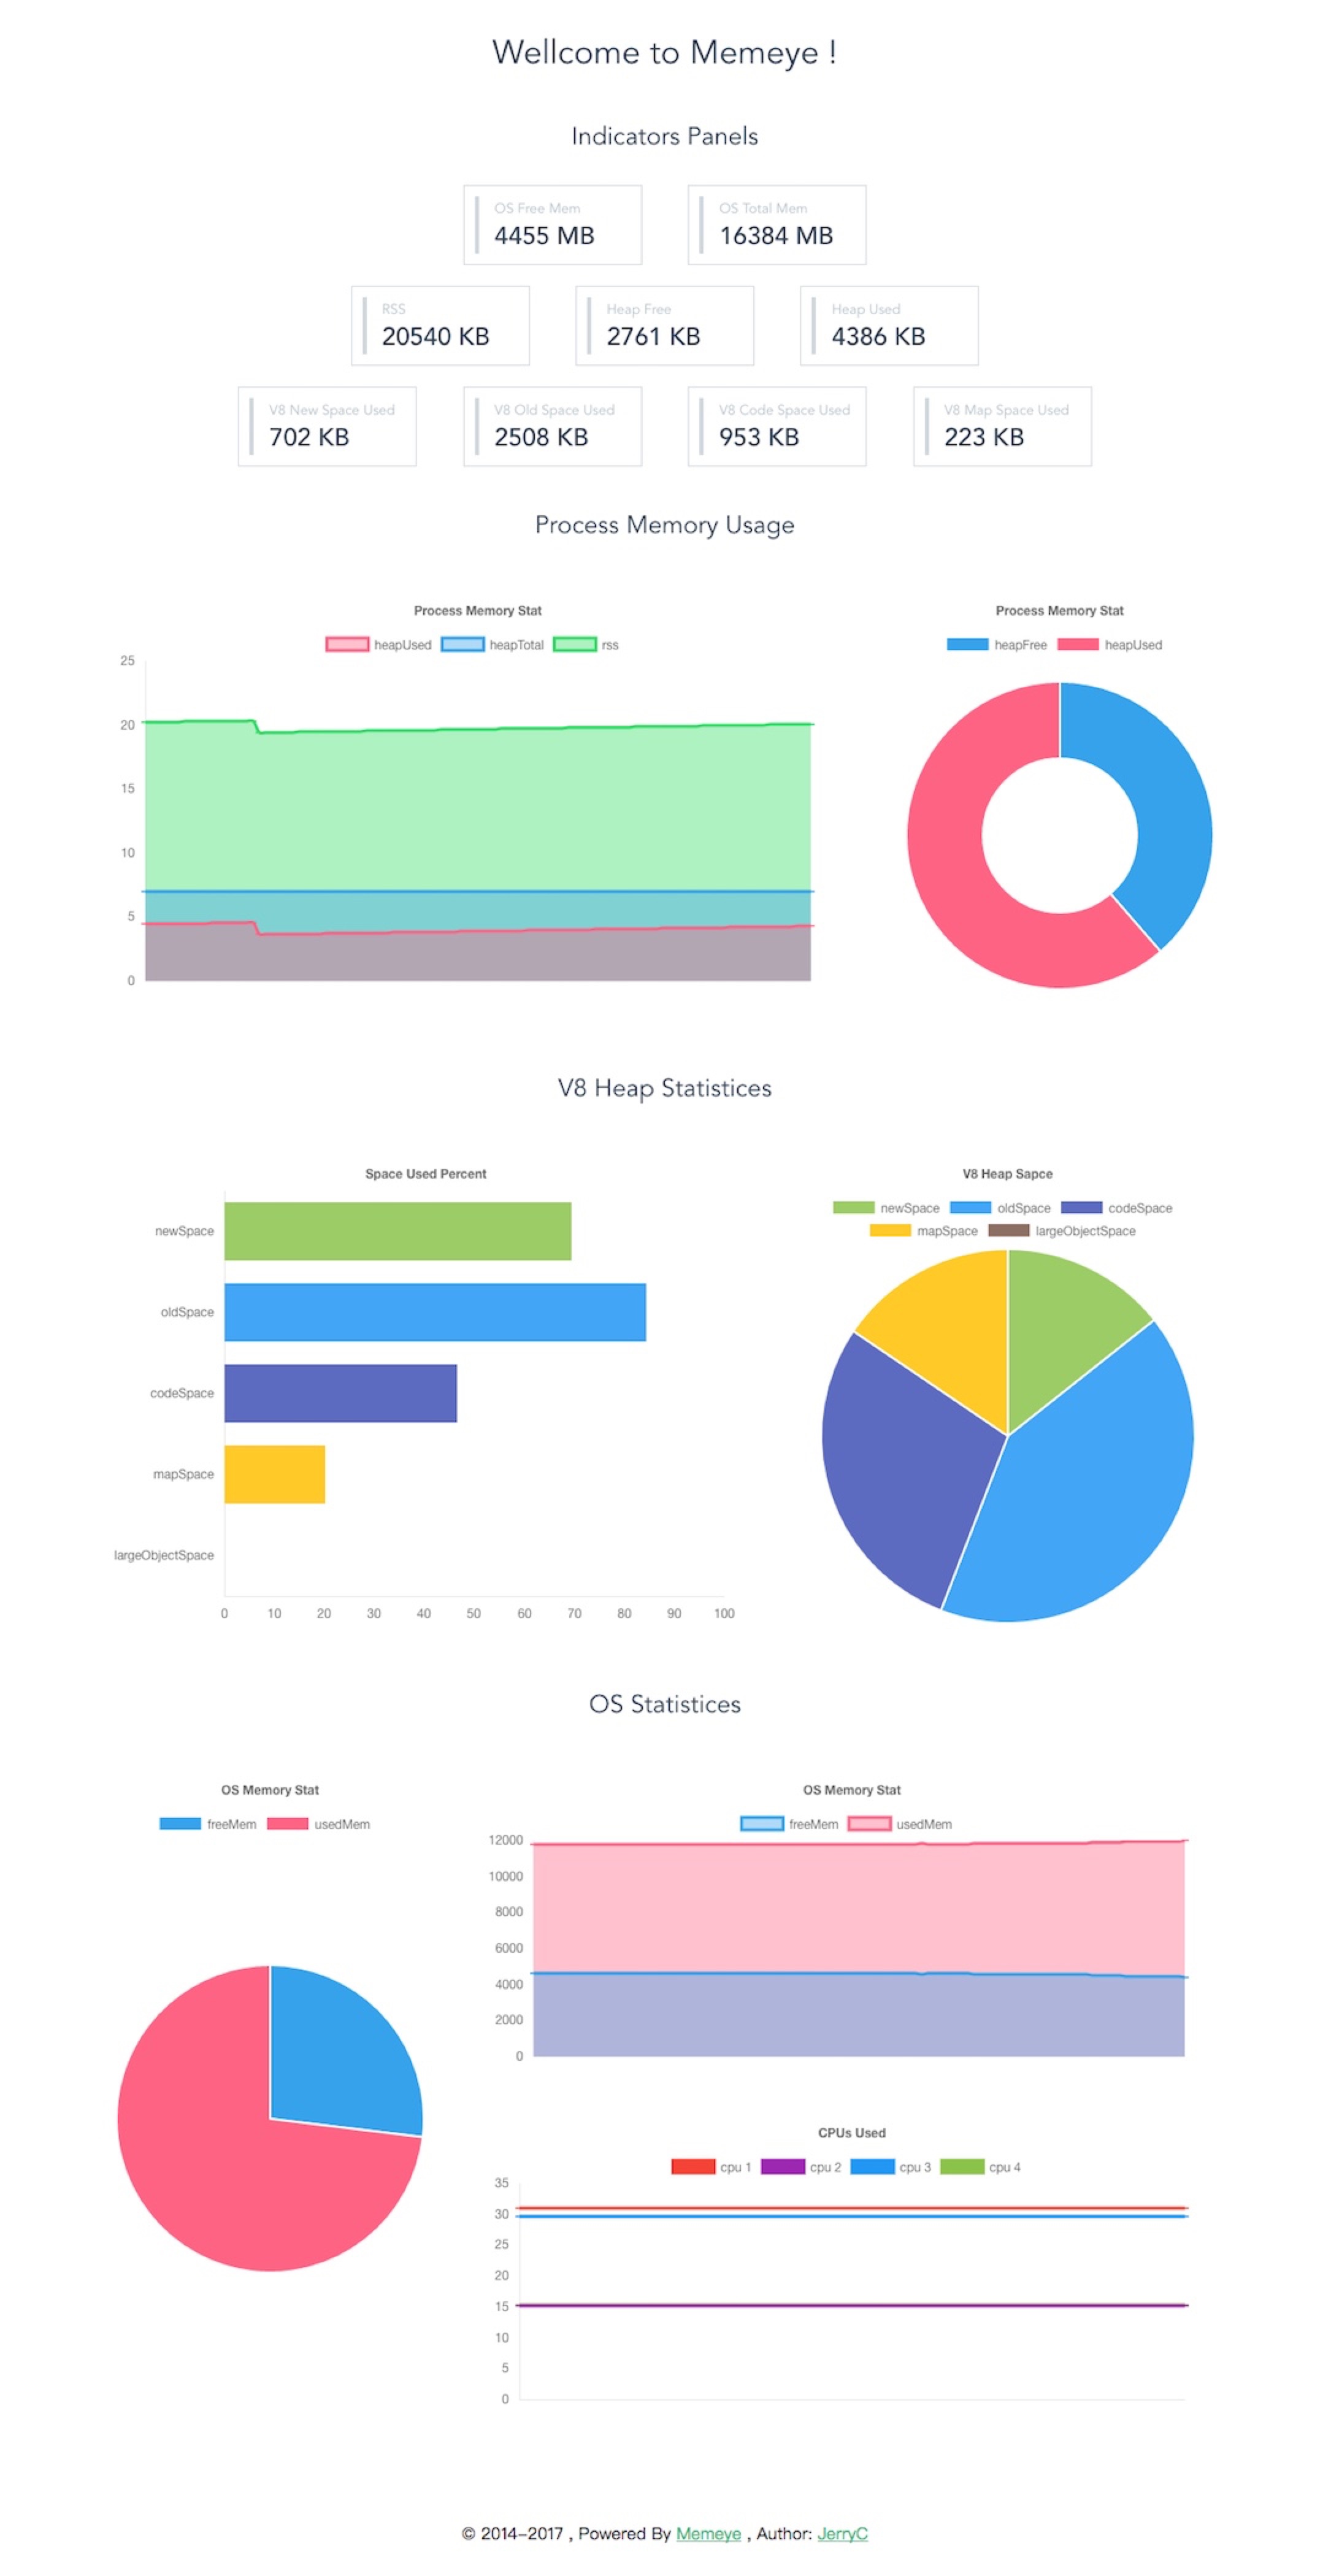 Wellcome to Memeye !
Indicators Panels
OS Free Mem
4455 MB
OS Total Mem
16384 MB
RSS
20540 KB
Heap Free
2761 KB
Heap Used
4386 KB
V8 New Space Used
702 KB
V8 Old Space Used
2508 KB
V8 Code Space Used
953 KB
V8 Map Space Used
223 KB
Process Memory Usage
Process Memory Stat
heapUsed heapTotal rss
25
20
15
10
5
0
Process Memory Stat
heapFree heapUsed
V8 Heap Statistices
Space Used Percent
newSpace
oldSpace
codeSpace
mapSpace
largeObjectSpace
0 10 20 30 40 50 60 70 80 90 100
V8 Heap Sapce
newSpace oldSpace codeSpace
mapSpace largeObjectSpace
OS Statistices
OS Memory Stat
freeMem usedMem
OS Memory Stat
freeMem usedMem
12000
10000
8000
6000
4000
2000
0
CPUs Used
cpu 1 cpu 2 cpu 3 cpu 4
35
30
25
20
15
10
5
0
© 2014–2017 , Powered By Memeye , Author: JerryC